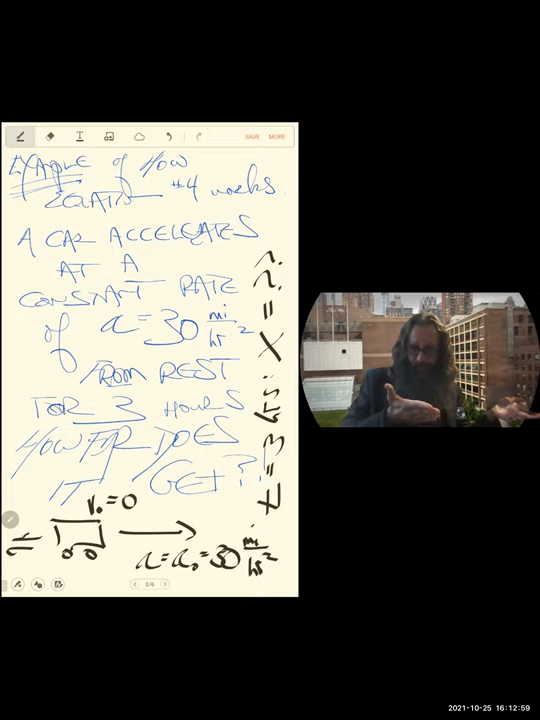 SAVE MORE
EXAMPLE of HOW
EQUATION #4 works
A CAR ACCELERATES
AT A
CONSTANT RATE
of a = 30 mi/hr²
FROM REST
FOR 3 HOURS
HOW FAR DOES
IT GET?
t = 3 hrs: X = ?
v₀ = 0
a = a₀ = 30 mi/hr²
3/6
2021-10-25 16:12:59